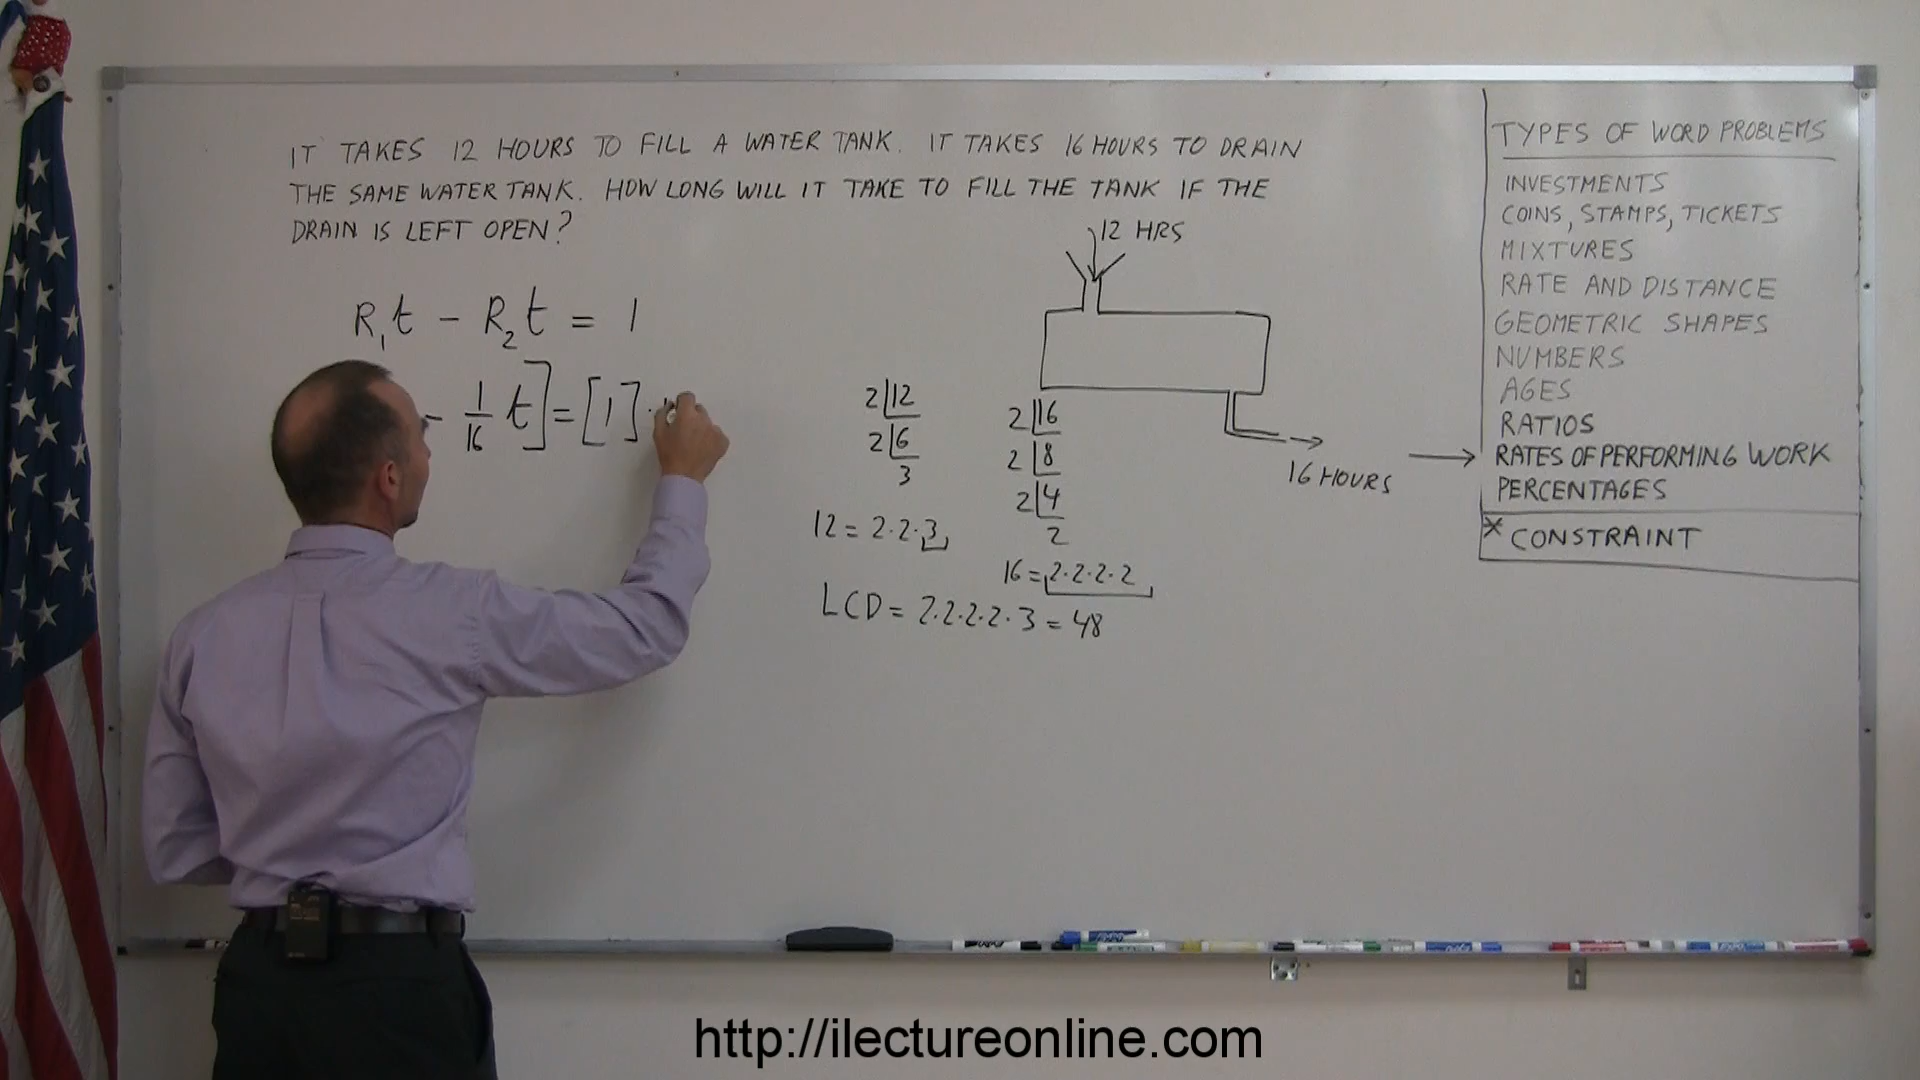 IT TAKES 12 HOURS TO FILL A WATER TANK. IT TAKES 16 HOURS TO DRAIN
THE SAME WATER TANK. HOW LONG WILL IT TAKE TO FILL THE TANK IF THE
DRAIN IS LEFT OPEN?
R₁t - R₂t = 1
- 1/16 t] = [1] ·
12 HRS
16 HOURS
2 12
2 6
3
2 16
2 8
2 4
2
12 = 2·2·3
16 = 2·2·2·2
LCD = 2·2·2·2·3 = 48
TYPES OF WORD PROBLEMS
INVESTMENTS
COINS, STAMPS, TICKETS
MIXTURES
RATE AND DISTANCE
GEOMETRIC SHAPES
NUMBERS
AGES
RATIOS
→ RATES OF PERFORMING WORK
PERCENTAGES
* CONSTRAINT
http://ilectureonline.com